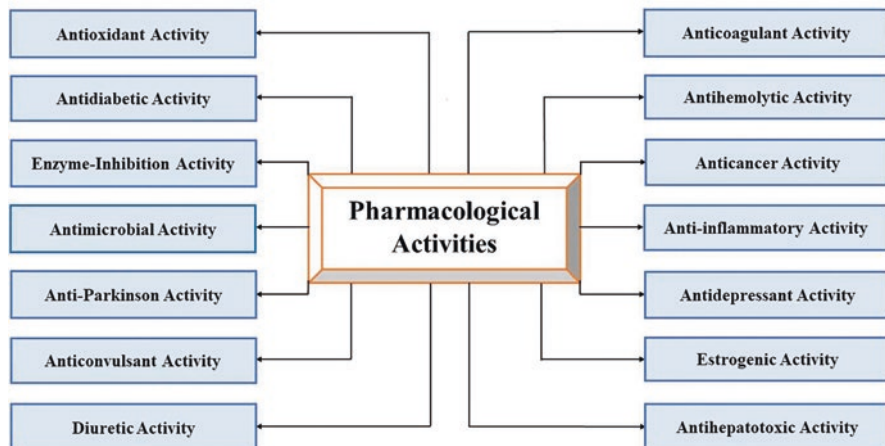 Antioxidant Activity
Antidiabetic Activity
Enzyme-Inhibition Activity
Antimicrobial Activity
Anti-Parkinson Activity
Anticonvulsant Activity
Diuretic Activity
Pharmacological
Activities
Anticoagulant Activity
Antihemolytic Activity
Anticancer Activity
Anti-inflammatory Activity
Antidepressant Activity
Estrogenic Activity
Antihepatotoxic Activity